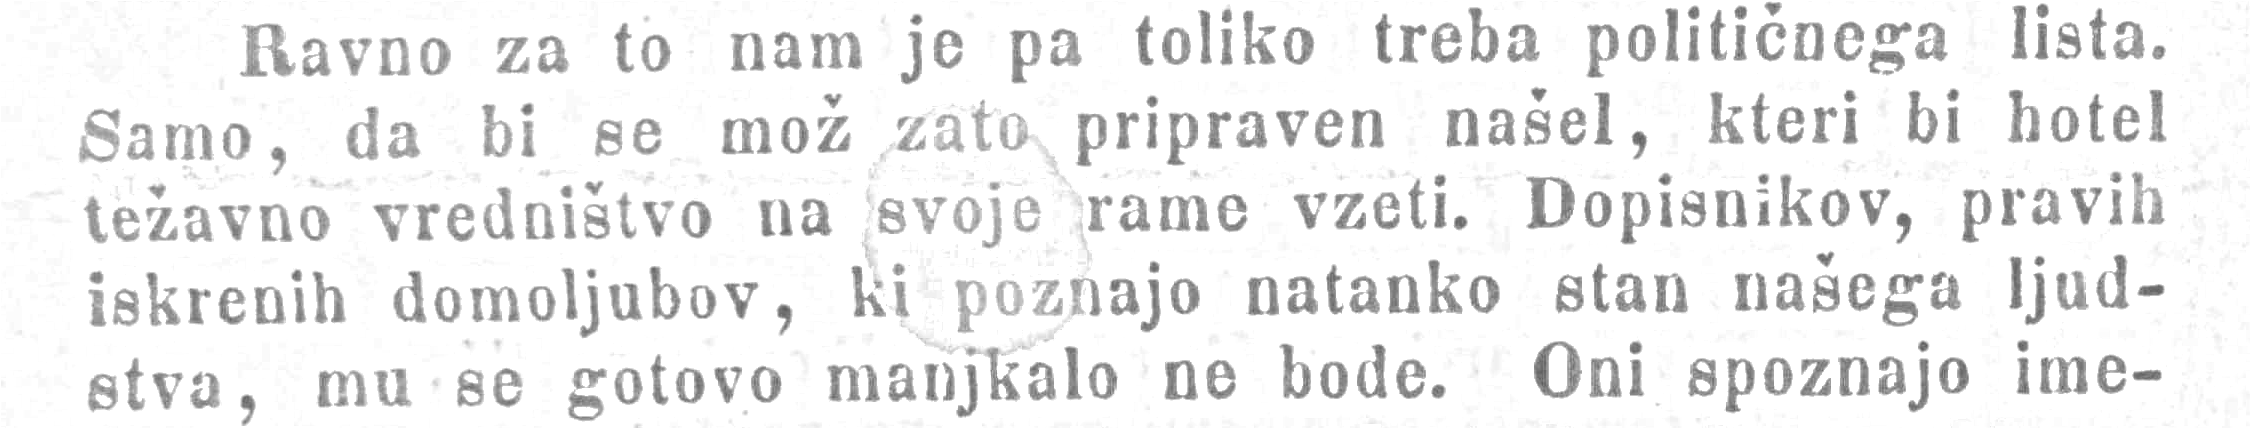 Ravno za to nam je pa toliko treba političnega lista.
Samo, da bi se mož zato pripraven našel, kteri bi hotel
težavno vredništvo na svoje rame vzeti. Dopisnikov, pravih
iskrenih domoljubov, ki poznajo natanko stan našega ljud-
stva, mu se gotovo manjkalo ne bode. Oni spoznajo ime-